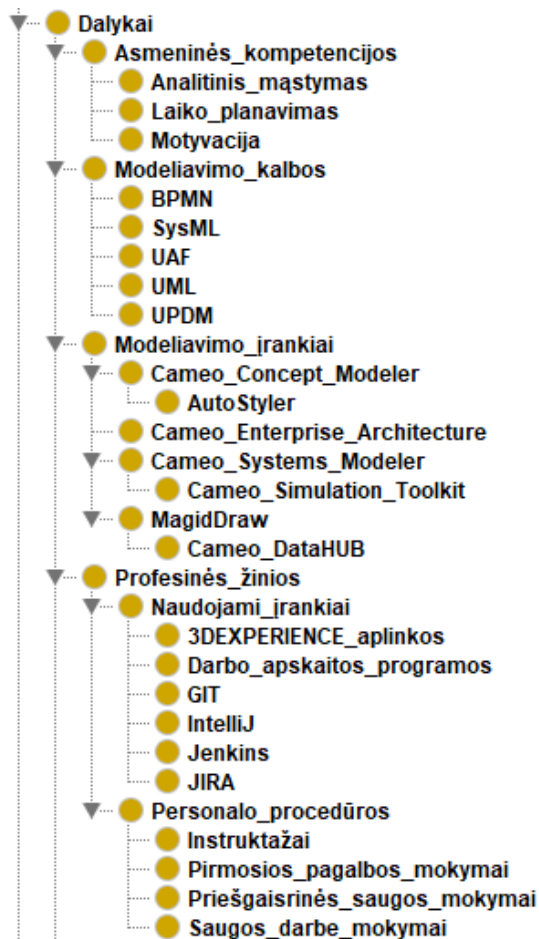 Dalykai
Asmeninės_kompetencijos
Analitinis_mąstymas
Laiko_planavimas
Motyvacija
Modeliavimo_kalbos
BPMN
SysML
UAF
UML
UPDM
Modeliavimo_įrankiai
Cameo_Concept_Modeler
AutoStyler
Cameo_Enterprise_Architecture
Cameo_Systems_Modeler
Cameo_Simulation_Toolkit
MagidDraw
Cameo_DataHUB
Profesinės_žinios
Naudojami_įrankiai
3DEXPERIENCE_aplinkos
Darbo_apskaitos_programos
GIT
IntelliJ
Jenkins
JIRA
Personalo_procedūros
Instruktažai
Pirmosios_pagalbos_mokymai
Priešgaisrinės_saugos_mokymai
Saugos_darbe_mokymai